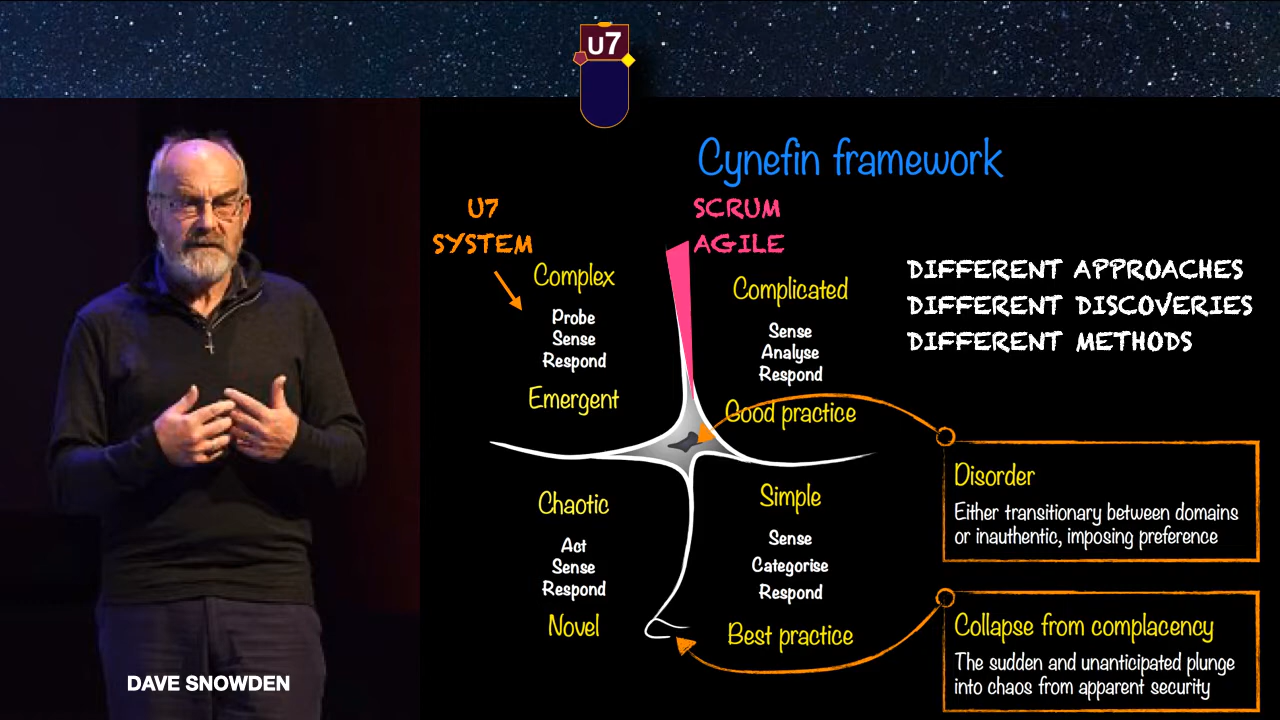 U7
Cynefin framework
U7
SYSTEM
SCRUM
AGILE
Complex
Probe
Sense
Respond
Emergent
Complicated
Sense
Analyse
Respond
Good practice
DIFFERENT APPROACHES
DIFFERENT DISCOVERIES
DIFFERENT METHODS
Chaotic
Act
Sense
Respond
Novel
Simple
Sense
Categorise
Respond
Best practice
Disorder
Either transitionary between domains
or inauthentic, imposing preference
Collapse from complacency
The sudden and unanticipated plunge
into chaos from apparent security
DAVE SNOWDEN